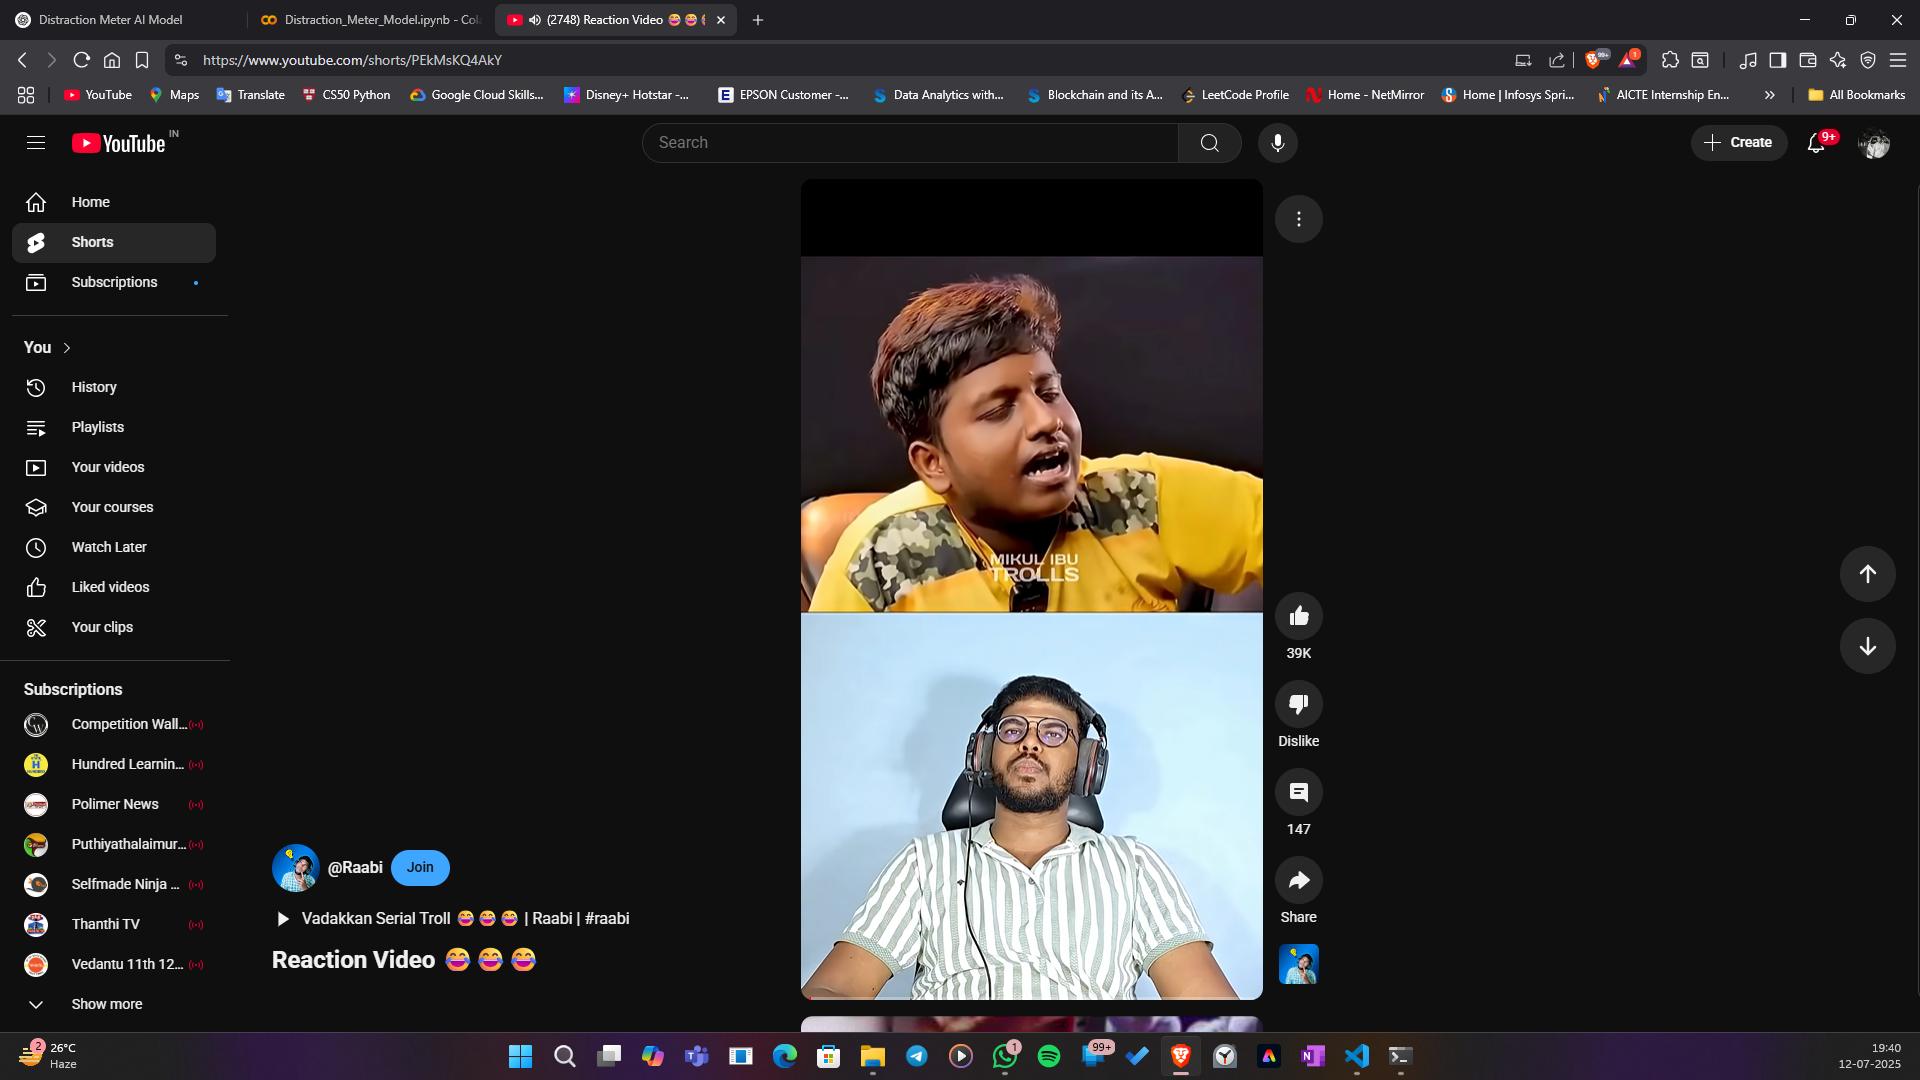 Distraction Meter AI Model
Distraction_Meter_Model.ipynb - Col
(2748) Reaction Video 😂 😂
https://www.youtube.com/shorts/PEkMsKQ4AkY
99+
1
YouTube
Maps
Translate
CS50 Python
Google Cloud Skills...
Disney+ Hotstar -...
EPSON Customer -...
Data Analytics with...
Blockchain and its A...
LeetCode Profile
Home - NetMirror
Home | Infosys Spri...
AICTE Internship En...
All Bookmarks
YouTube IN
Search
Create
9+
Home
Shorts
Subscriptions
You
History
Playlists
Your videos
Your courses
Watch Later
Liked videos
Your clips
Subscriptions
Competition Wall...
Hundred Learnin...
Polimer News
Puthiyathalaimur...
Selfmade Ninja ...
Thanthi TV
Vedantu 11th 12...
Show more
MIKUL IBU
TROLLS
@Raabi
Join
Vadakkan Serial Troll 😂 😂 😂 | Raabi | #raabi
Reaction Video 😂 😂 😂
39K
Dislike
147
Share
2
26°C
Haze
1
99+
19:40
12-07-2025